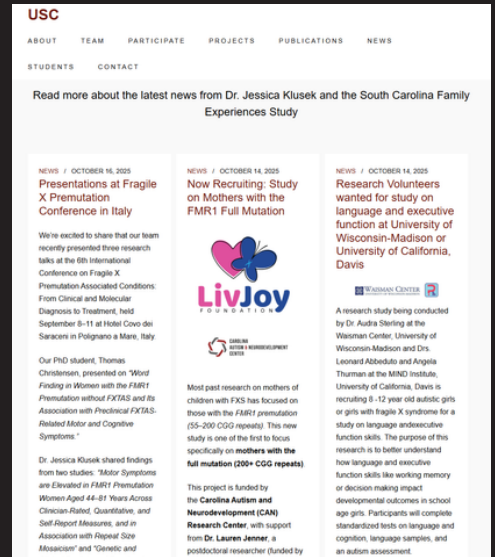 USC
ABOUT TEAM PARTICIPATE PROJECTS PUBLICATIONS NEWS
STUDENTS CONTACT
Read more about the latest news from Dr. Jessica Klusek and the South Carolina Family
Experiences Study
NEWS / OCTOBER 16, 2025
Presentations at Fragile
X Premutation
Conference in Italy
We're excited to share that our team
recently presented three research
talks at the 6th International
Conference on Fragile X
Premutation Associated Conditions:
From Clinical and Molecular
Diagnosis to Treatment, held
September 8–11 at Hotel Covo dei
Saraceni in Polignano a Mare, Italy.
Our PhD student, Thomas
Christensen, presented on "Word
Finding in Women with the FMR1
Premutation without FXTAS and Its
Association with Preclinical FXTAS-
Related Motor and Cognitive
Symptoms."
Dr. Jessica Klusek shared findings
from two studies: "Motor Symptoms
are Elevated in FMR1 Premutation
Women Aged 44–81 Years Across
Clinician-Rated, Quantitative, and
Self-Report Measures, and in
Association with Repeat Size
Mosaicism" and "Genetic and
NEWS / OCTOBER 14, 2025
Now Recruiting: Study
on Mothers with the
FMR1 Full Mutation
LivJoy
FOUNDATION
CAROLINA
AUTISM & NEURODEVELOPMENT
CENTER
Most past research on mothers of
children with FXS has focused on
those with the FMR1 premutation
(55–200 CGG repeats). This new
study is one of the first to focus
specifically on mothers with the
full mutation (200+ CGG repeats).
This project is funded by
the Carolina Autism and
Neurodevelopment (CAN)
Research Center, with support
from Dr. Lauren Jenner, a
postdoctoral researcher (funded by
NEWS / OCTOBER 14, 2025
Research Volunteers
wanted for study on
language and executive
function at University of
Wisconsin-Madison or
University of California,
Davis
WAISMAN CENTER
A research study being conducted
by Dr. Audra Sterling at the
Waisman Center, University of
Wisconsin-Madison and Drs.
Leonard Abbeduto and Angela
Thurman at the MIND Institute,
University of California, Davis is
recruiting 8 -12 year old autistic girls
or girls with fragile X syndrome for a
study on language andexecutive
function skills. The purpose of this
research is to better understand
how language and executive
function skills like working memory
or decision making impact
developmental outcomes in school
age girls. Participants will complete
standardized tests on language and
cognition, language samples, and
an autism assessment.